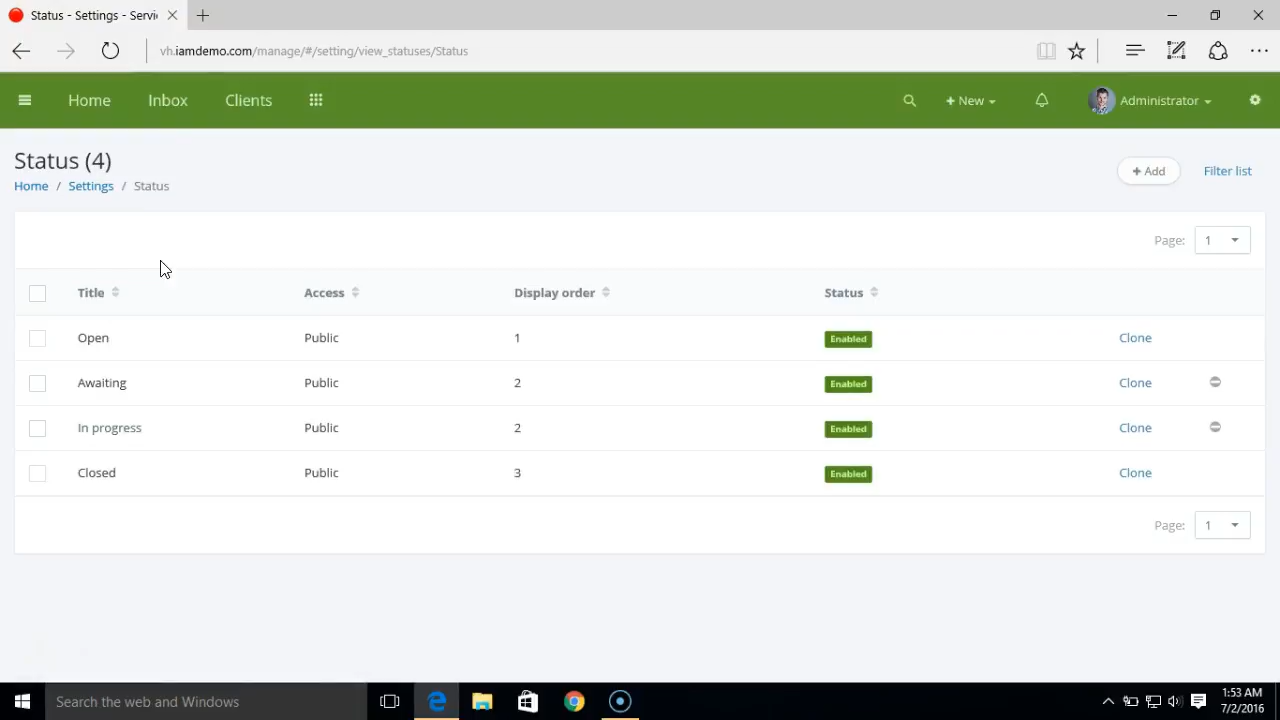 Status - Settings - Servi
vh.iamdemo.com/manage/#/setting/view_statuses/Status
Home Inbox Clients + New Administrator
Status (4)
+ Add Filter list
Home / Settings / Status
Page: 1
Title Access Display order Status
Open Public 1 Enabled Clone
Awaiting Public 2 Enabled Clone
In progress Public 2 Enabled Clone
Closed Public 3 Enabled Clone
Page: 1
Search the web and Windows
1:53 AM
7/2/2016